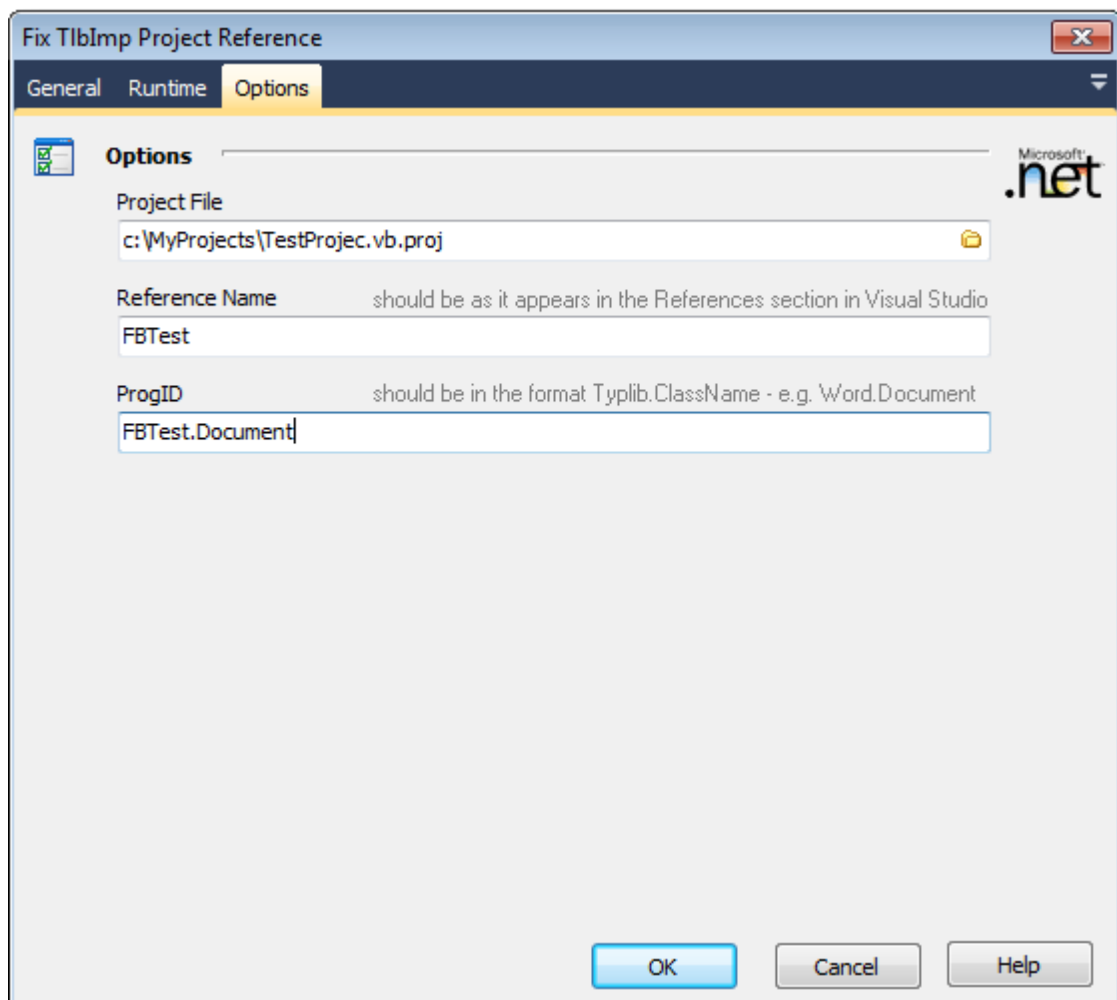 Fix TlbImp Project Reference
General Runtime Options
Options
Microsoft
.net
Project File
c:\MyProjects\TestProjec.vb.proj
Reference Name should be as it appears in the References section in Visual Studio
FBTest
ProgID should be in the format Typlib.ClassName - e.g. Word.Document
FBTest.Document
OK Cancel Help